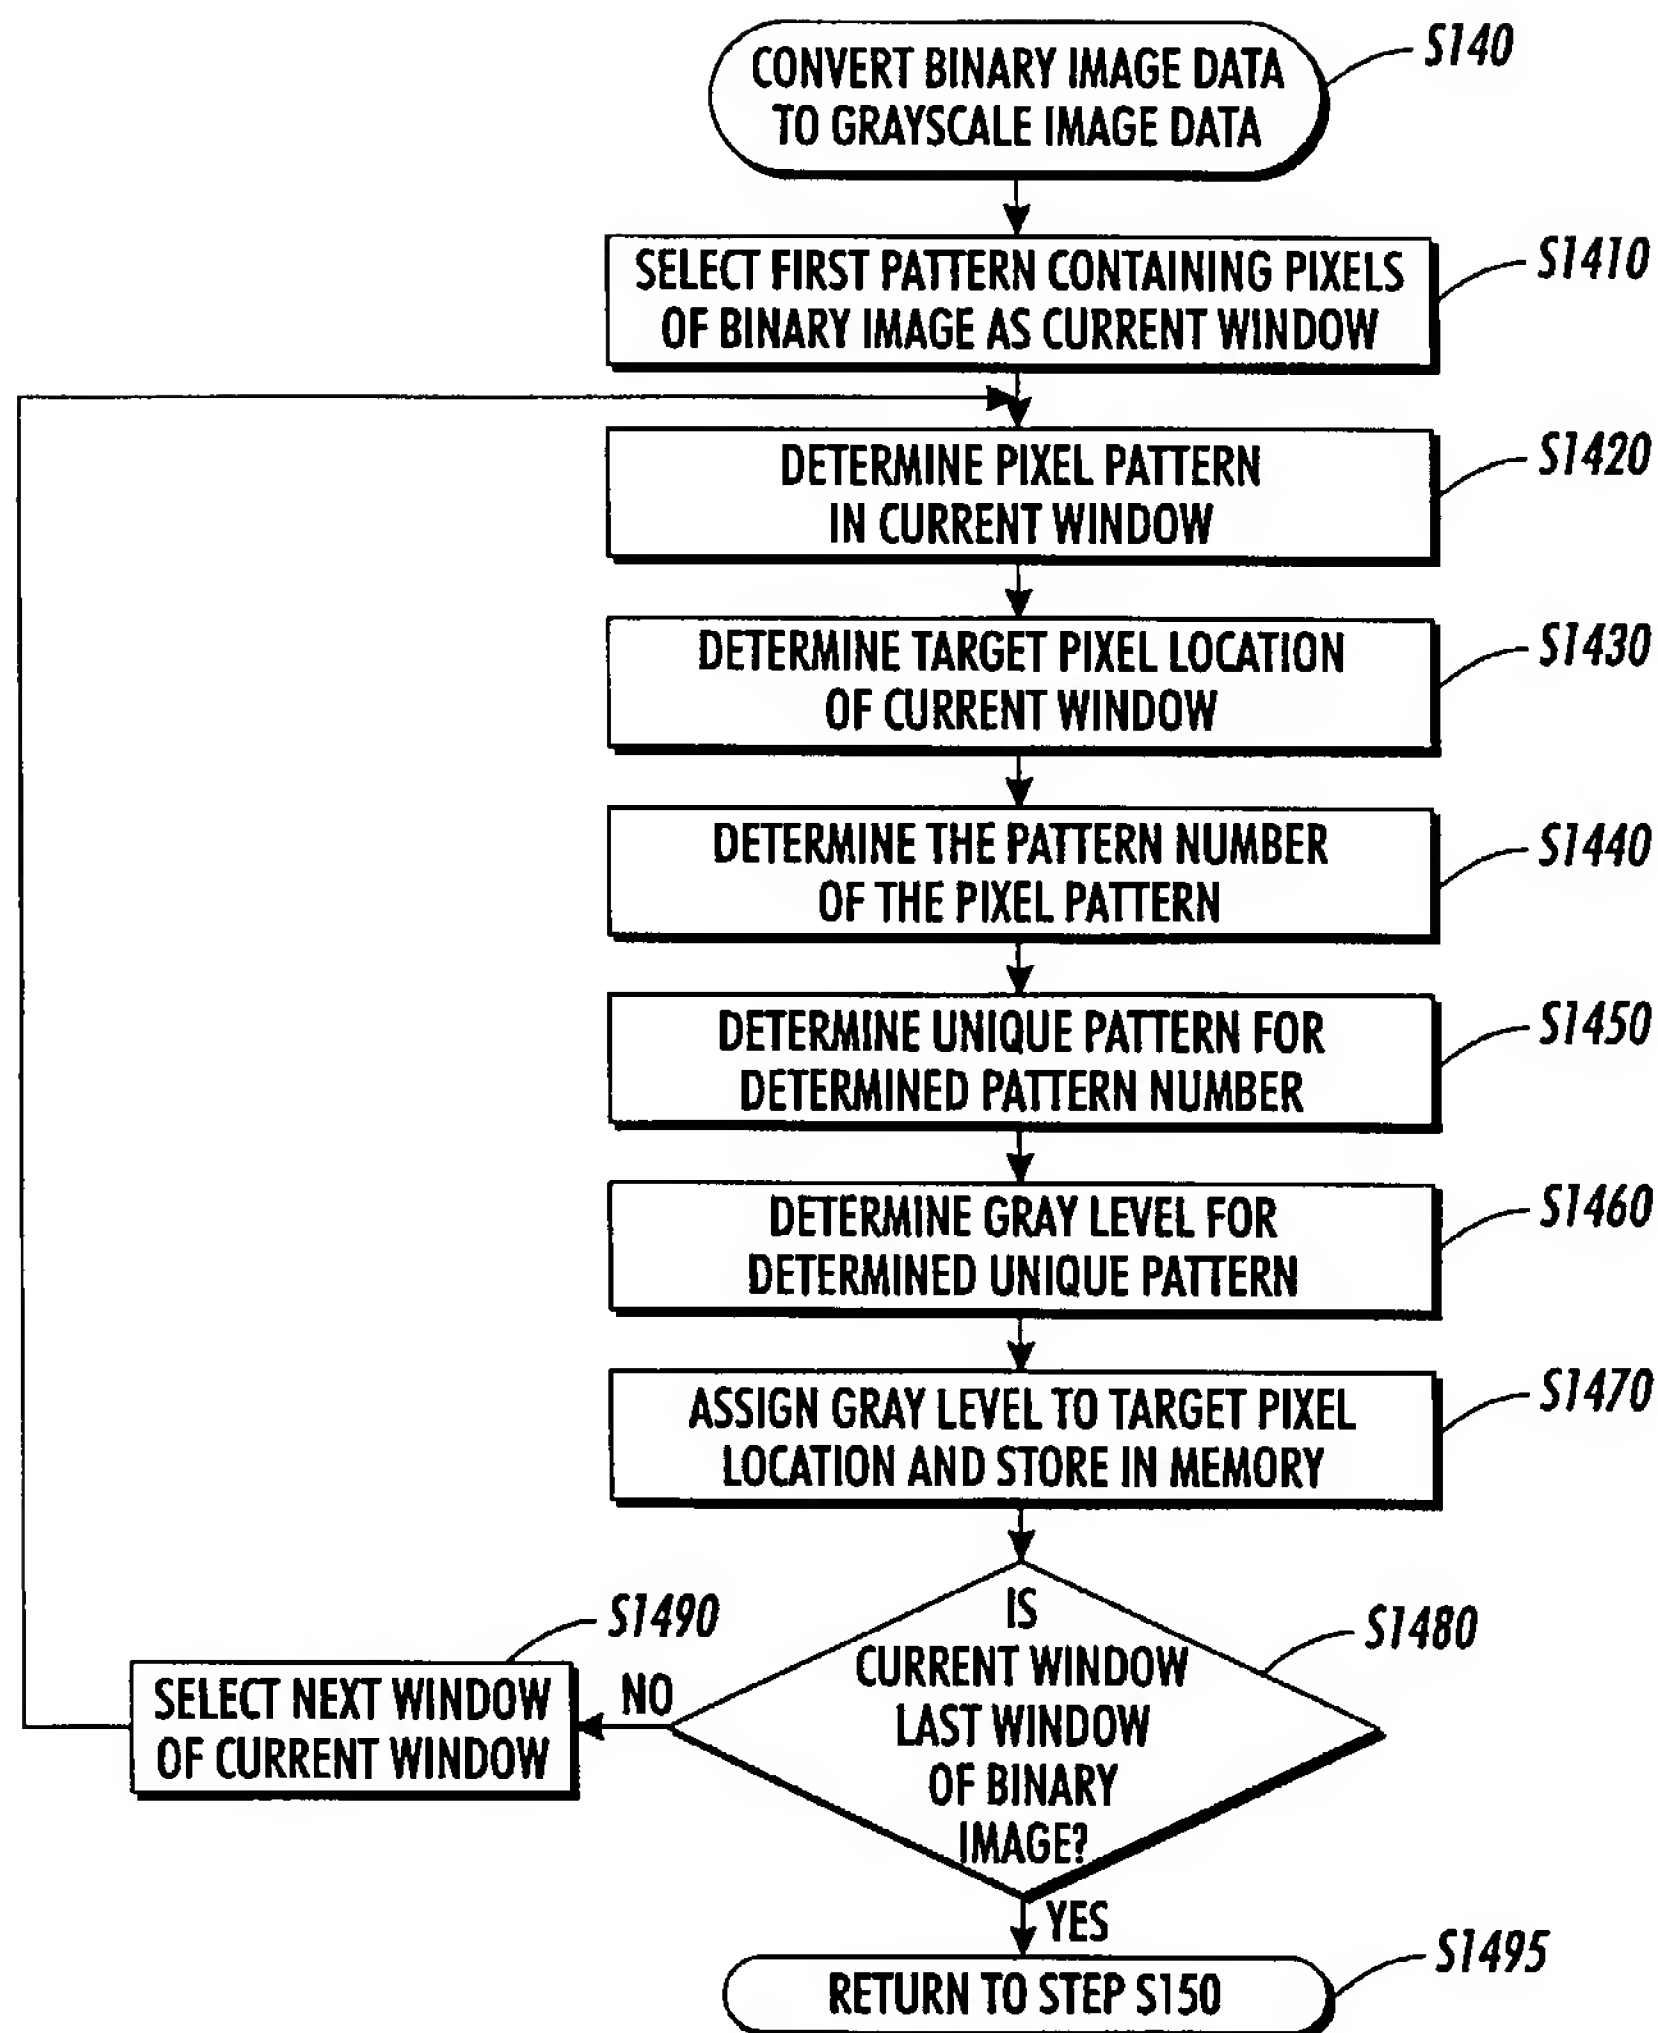 CONVERT BINARY IMAGE DATA
TO GRAYSCALE IMAGE DATA
S140
SELECT FIRST PATTERN CONTAINING PIXELS
OF BINARY IMAGE AS CURRENT WINDOW
S1410
DETERMINE PIXEL PATTERN
IN CURRENT WINDOW
S1420
DETERMINE TARGET PIXEL LOCATION
OF CURRENT WINDOW
S1430
DETERMINE THE PATTERN NUMBER
OF THE PIXEL PATTERN
S1440
DETERMINE UNIQUE PATTERN FOR
DETERMINED PATTERN NUMBER
S1450
DETERMINE GRAY LEVEL FOR
DETERMINED UNIQUE PATTERN
S1460
ASSIGN GRAY LEVEL TO TARGET PIXEL
LOCATION AND STORE IN MEMORY
S1470
IS
CURRENT WINDOW
LAST WINDOW
OF BINARY
IMAGE?
S1480
NO
SELECT NEXT WINDOW
OF CURRENT WINDOW
S1490
YES
RETURN TO STEP S150
S1495